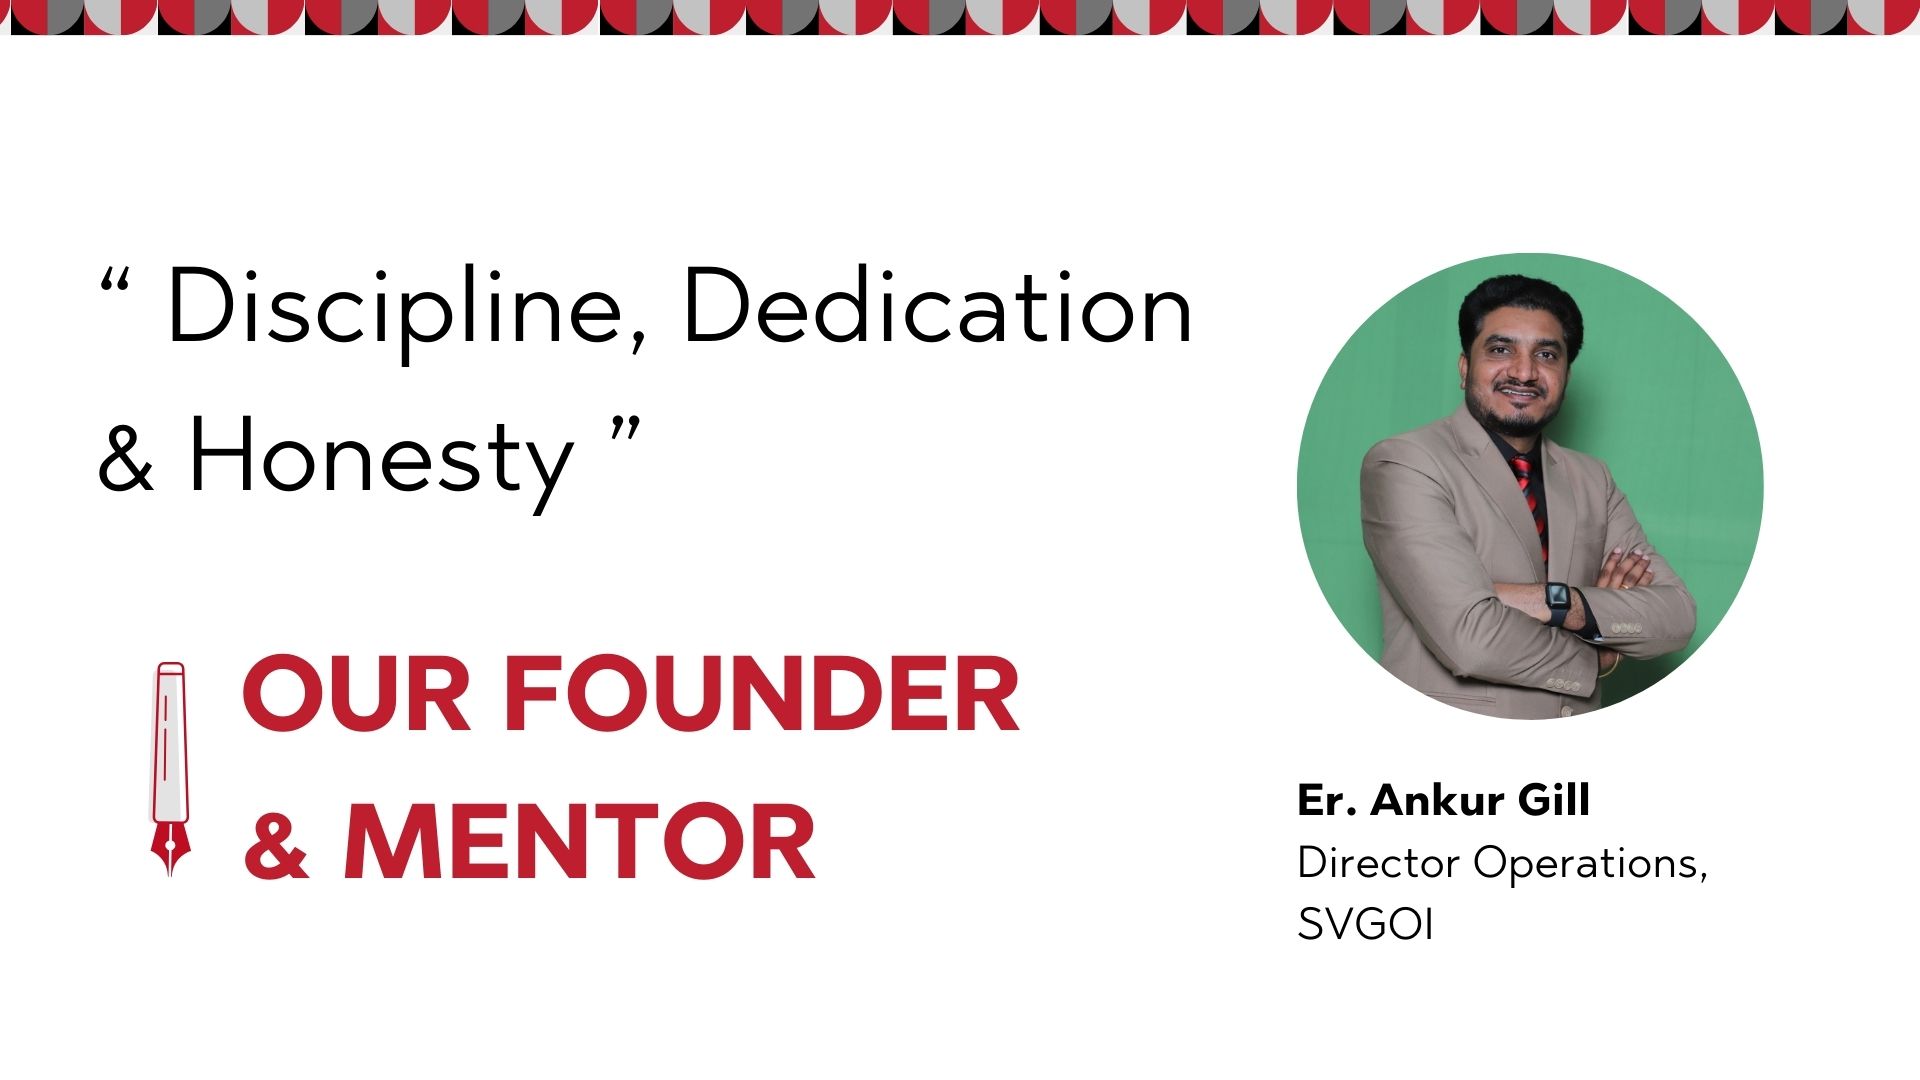 “ Discipline, Dedication
& Honesty ”
OUR FOUNDER
& MENTOR
Er. Ankur Gill
Director Operations,
SVGOI